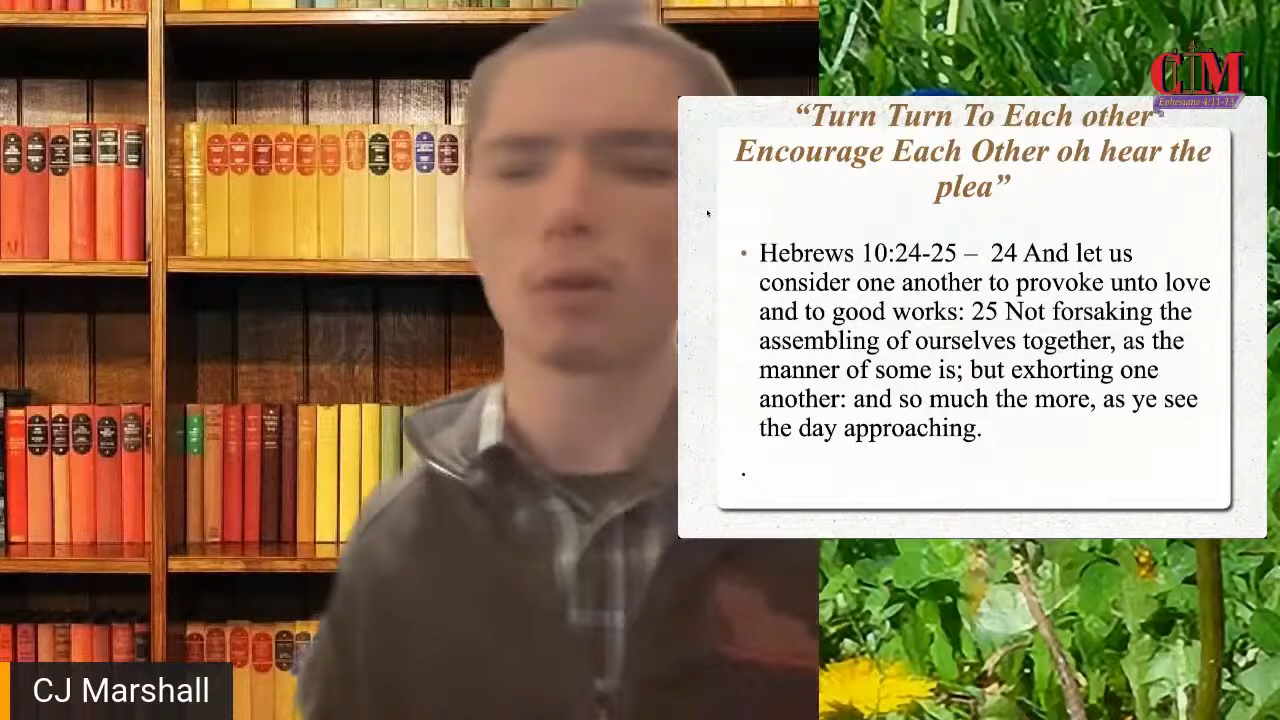 CIM
Ephesians 4:11-13
“Turn Turn To Each other”
Encourage Each Other oh hear the
plea”
• Hebrews 10:24-25 – 24 And let us
consider one another to provoke unto love
and to good works: 25 Not forsaking the
assembling of ourselves together, as the
manner of some is; but exhorting one
another: and so much the more, as ye see
the day approaching.
CJ Marshall